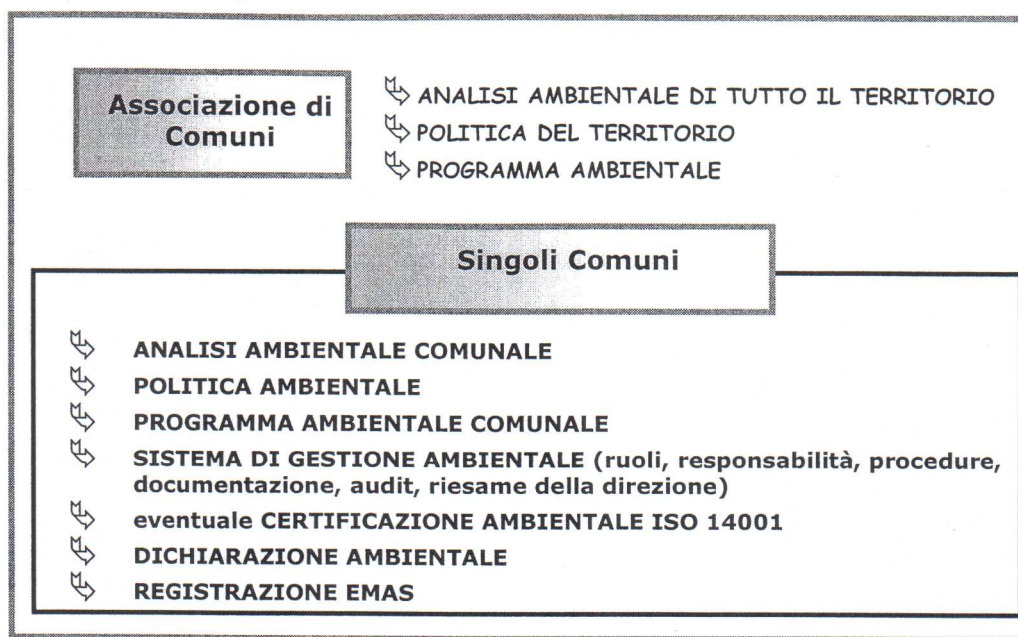 Associazione di
Comuni
ANALISI AMBIENTALE DI TUTTO IL TERRITORIO
POLITICA DEL TERRITORIO
PROGRAMMA AMBIENTALE
Singoli Comuni
ANALISI AMBIENTALE COMUNALE
POLITICA AMBIENTALE
PROGRAMMA AMBIENTALE COMUNALE
SISTEMA DI GESTIONE AMBIENTALE (ruoli, responsabilità, procedure,
documentazione, audit, riesame della direzione)
eventuale CERTIFICAZIONE AMBIENTALE ISO 14001
DICHIARAZIONE AMBIENTALE
REGISTRAZIONE EMAS